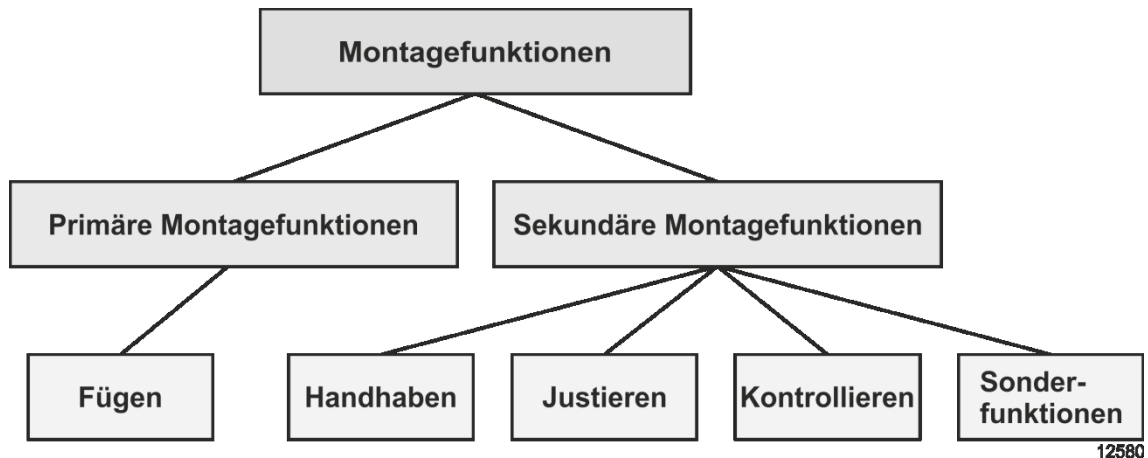 Montagefunktionen
Primäre Montagefunktionen
Sekundäre Montagefunktionen
Fügen
Handhaben
Justieren
Kontrollieren
Sonder-
funktionen
12580